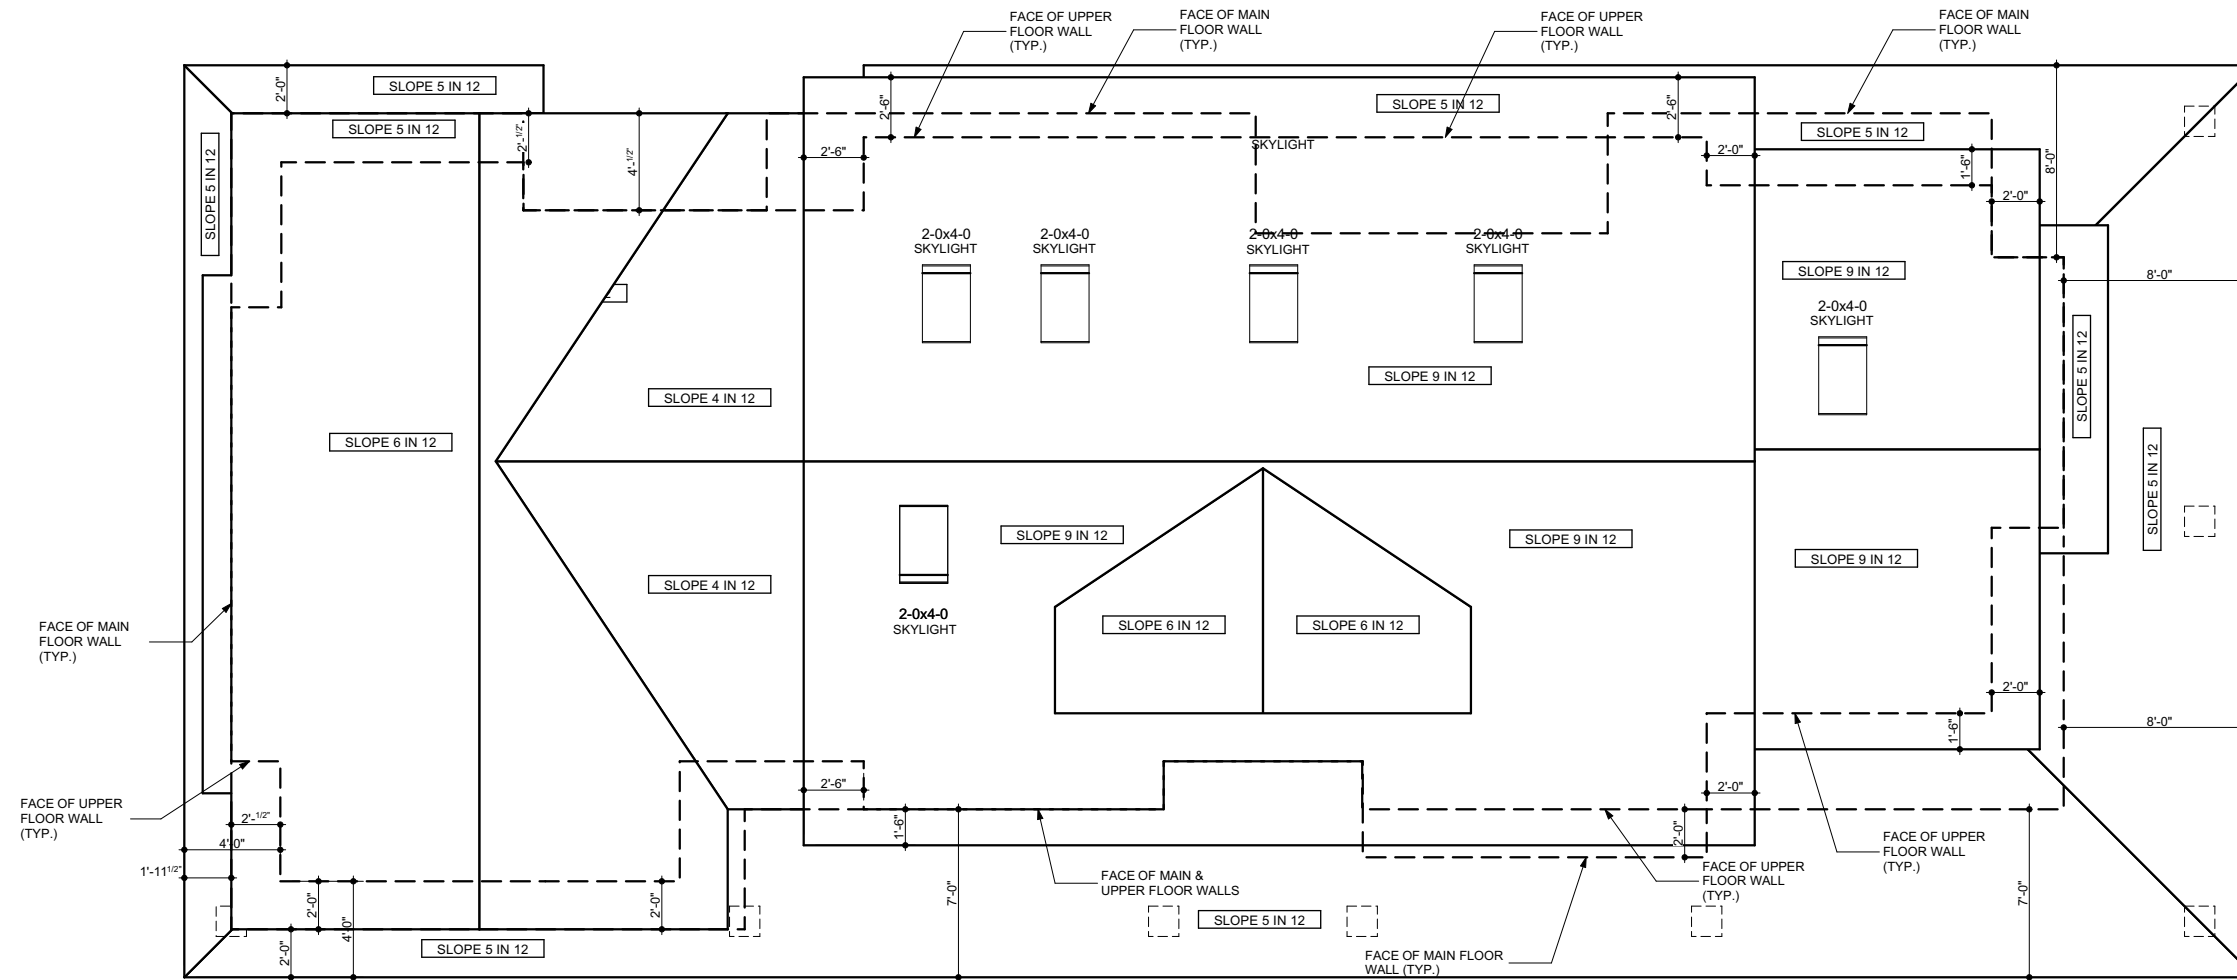 FACE OF UPPER
FLOOR WALL
(TYP.)
FACE OF MAIN
FLOOR WALL
(TYP.)
FACE OF UPPER
FLOOR WALL
(TYP.)
FACE OF MAIN
FLOOR WALL
(TYP.)
2'-0"
SLOPE 5 IN 12
SLOPE 5 IN 12
SLOPE 5 IN 12
2'-1/2"
4'-1/2"
2'-6"
2'-6"
SLOPE 5 IN 12
SKYLIGHT
2'-6"
2'-0"
SLOPE 5 IN 12
1'-6"
8'-0"
2'-0"
2-0x4-0
SKYLIGHT
2-0x4-0
SKYLIGHT
2-0x4-0
SKYLIGHT
2-0x4-0
SKYLIGHT
SLOPE 9 IN 12
8'-0"
2-0x4-0
SKYLIGHT
SLOPE 9 IN 12
SLOPE 4 IN 12
SLOPE 6 IN 12
SLOPE 5 IN 12
SLOPE 5 IN 12
SLOPE 9 IN 12
SLOPE 9 IN 12
SLOPE 9 IN 12
SLOPE 4 IN 12
2-0x4-0
SKYLIGHT
SLOPE 6 IN 12
SLOPE 6 IN 12
FACE OF MAIN
FLOOR WALL
(TYP.)
2'-0"
8'-0"
1'-6"
FACE OF UPPER
FLOOR WALL
(TYP.)
2'-6"
2'-0"
2'-1/2"
4'-0"
1'-11 1/2"
1'-6"
2'-0"
FACE OF UPPER
FLOOR WALL
(TYP.)
FACE OF UPPER
FLOOR WALL
(TYP.)
FACE OF MAIN &
UPPER FLOOR WALLS
2'-0"
4'-0"
2'-0"
2'-0"
7'-0"
7'-0"
SLOPE 5 IN 12
SLOPE 5 IN 12
FACE OF MAIN FLOOR
WALL (TYP.)